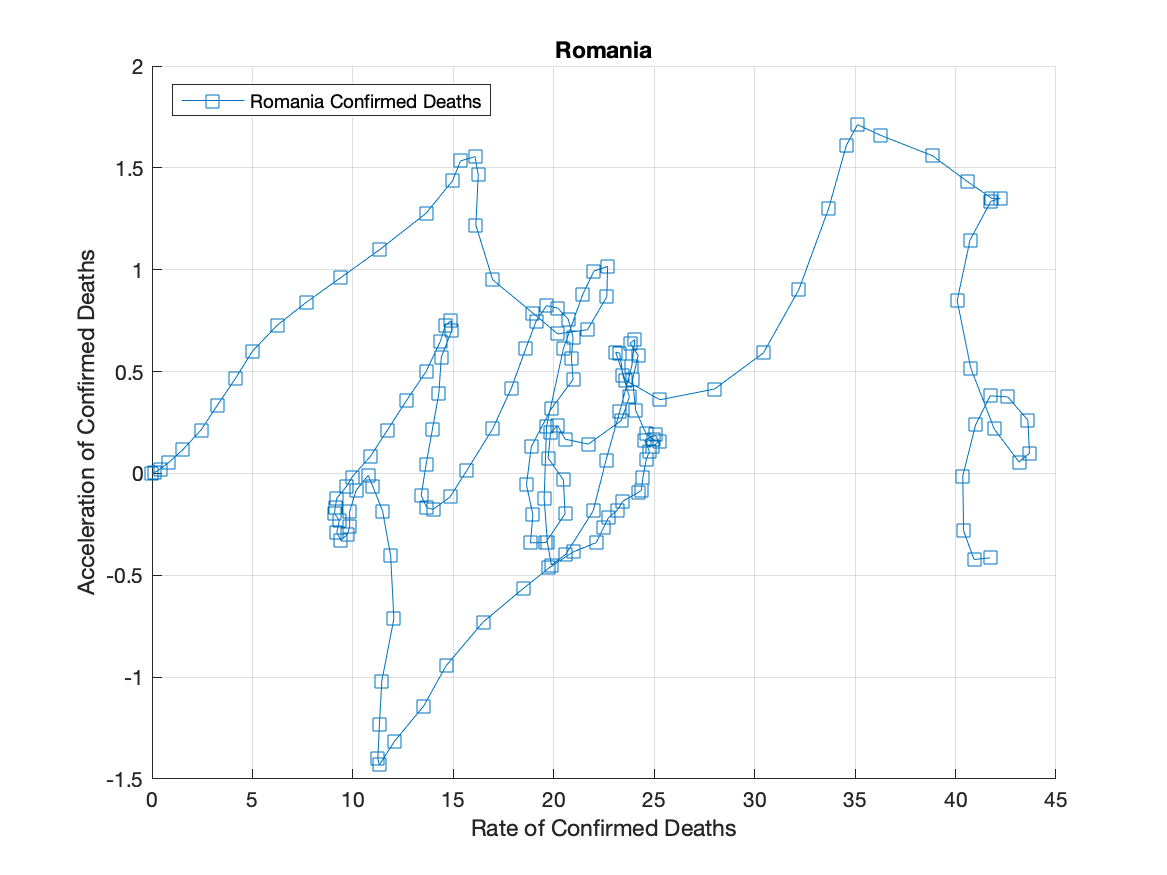 Romania
Romania Confirmed Deaths
2
1.5
1
0.5
0
-0.5
-1
-1.5
Acceleration of Confirmed Deaths
0 5 10 15 20 25 30 35 40 45
Rate of Confirmed Deaths